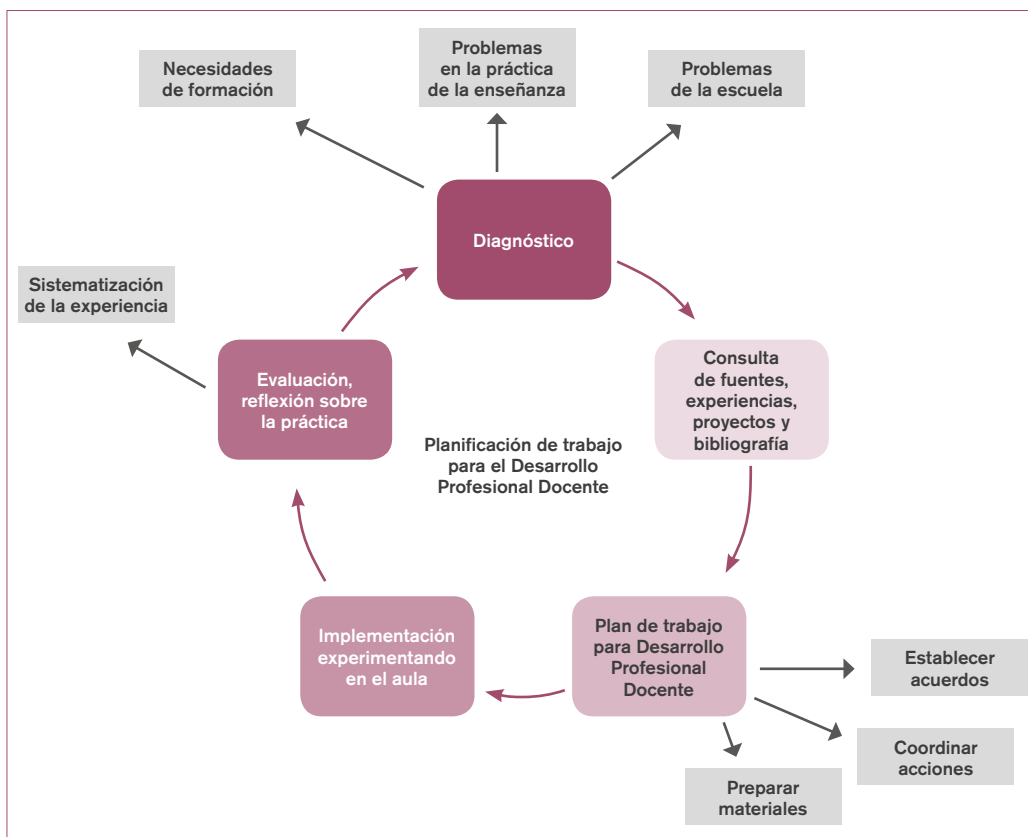 Necesidades
de formación
Problemas
en la práctica
de la enseñanza
Problemas
de la escuela
Diagnóstico
Sistematización
de la experiencia
Evaluación,
reflexión sobre
la práctica
Consulta
de fuentes,
experiencias,
proyectos y
bibliografía
Planificación de trabajo
para el Desarrollo
Profesional Docente
Implementación
experimentando
en el aula
Plan de trabajo
para Desarrollo
Profesional
Docente
Establecer
acuerdos
Coordinar
acciones
Preparar
materiales